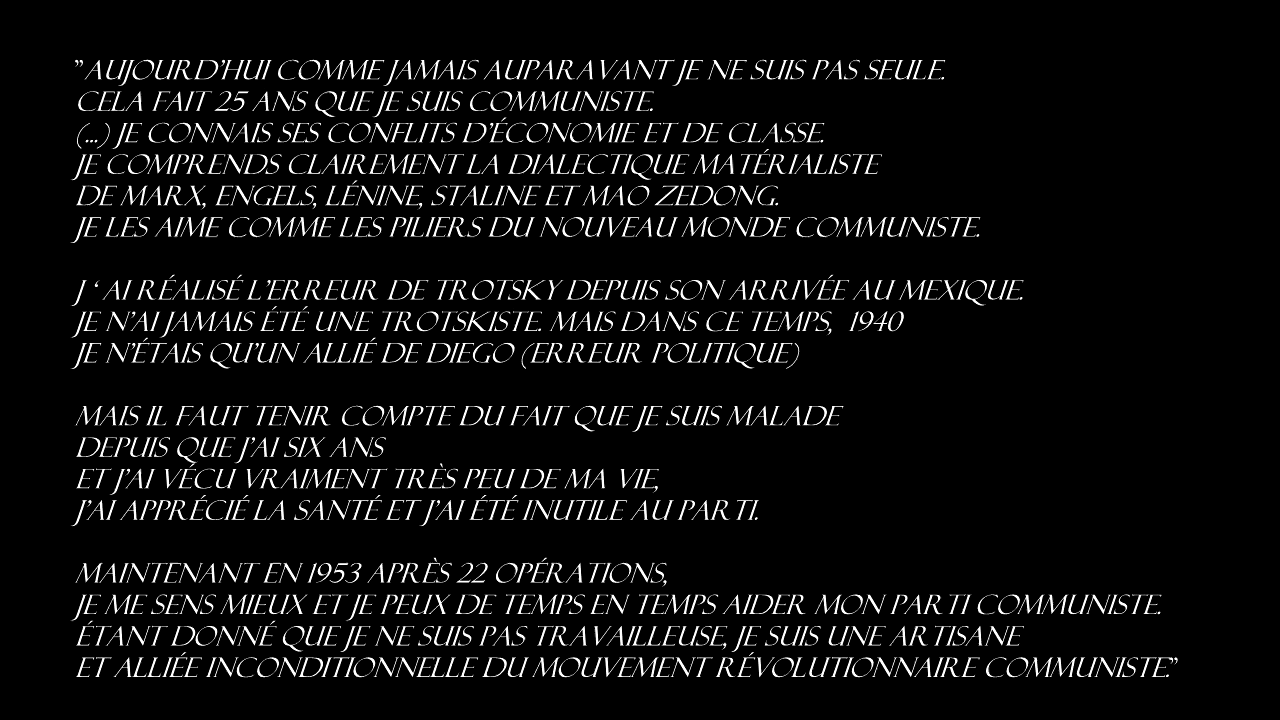 ”AUJOURD’HUI COMME JAMAIS AUPARAVANT JE NE SUIS PAS SEULE.
CELA FAIT 25 ANS QUE JE SUIS COMMUNISTE.
(...) JE CONNAIS SES CONFLITS D’ÉCONOMIE ET DE CLASSE.
JE COMPRENDS CLAIREMENT LA DIALECTIQUE MATÉRIALISTE
DE MARX, ENGELS, LÉNINE, STALINE ET MAO ZEDONG.
JE LES AIME COMME LES PILIERS DU NOUVEAU MONDE COMMUNISTE.
J ‘ AI RÉALISÉ L’ERREUR DE TROTSKY DEPUIS SON ARRIVÉE AU MEXIQUE.
JE N’AI JAMAIS ÉTÉ UNE TROTSKISTE. MAIS DANS CE TEMPS, 1940
JE N’ÉTAIS QU’UN ALLIÉ DE DIEGO (ERREUR POLITIQUE)
MAIS IL FAUT TENIR COMPTE DU FAIT QUE JE SUIS MALADE
DEPUIS QUE J’AI SIX ANS
ET J’AI VÉCU VRAIMENT TRÈS PEU DE MA VIE,
J’AI APPRÉCIÉ LA SANTÉ ET J’AI ÉTÉ INUTILE AU PARTI.
MAINTENANT EN 1953 APRÈS 22 OPÉRATIONS,
JE ME SENS MIEUX ET JE PEUX DE TEMPS EN TEMPS AIDER MON PARTI COMMUNISTE.
ÉTANT DONNÉ QUE JE NE SUIS PAS TRAVAILLEUSE, JE SUIS UNE ARTISANE
ET ALLIÉE INCONDITIONNELLE DU MOUVEMENT RÉVOLUTIONNAIRE COMMUNISTE.”